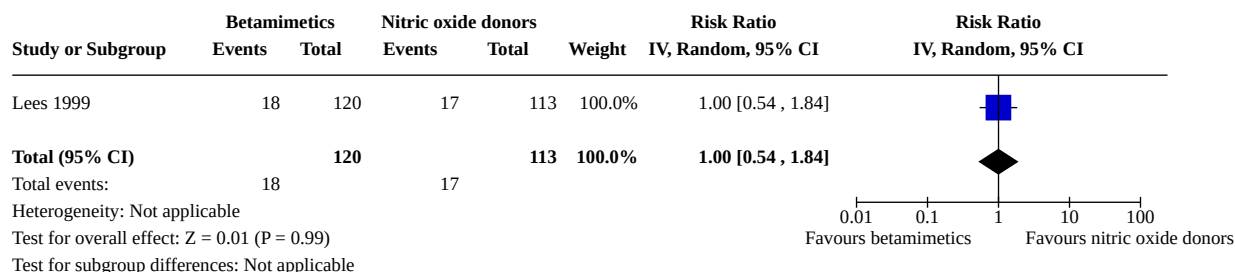 Betamimetics Nitric oxide donors Risk Ratio Risk Ratio
Study or Subgroup Events Total Events Total Weight IV, Random, 95% CI IV, Random, 95% CI
Lees 1999 18 120 17 113 100.0% 1.00 [0.54 , 1.84]
Total (95% CI) 120 113 100.0% 1.00 [0.54 , 1.84]
Total events: 18 17
Heterogeneity: Not applicable
0.01 0.1 1 10 100
Test for overall effect: Z = 0.01 (P = 0.99)
Favours betamimetics Favours nitric oxide donors
Test for subgroup differences: Not applicable